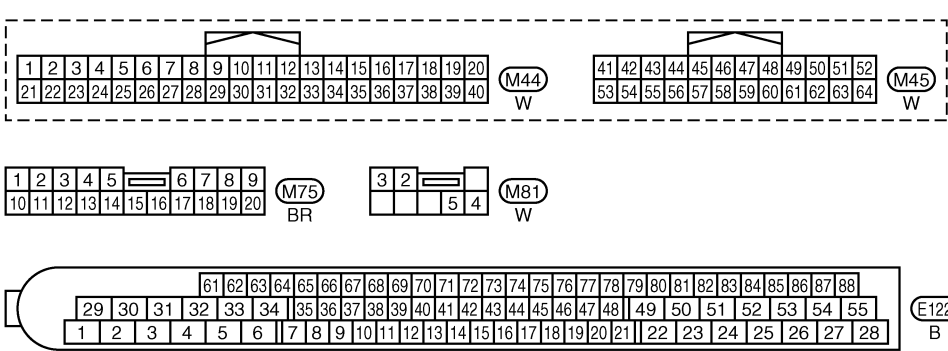 1 2 3 4 5 6 7 8 9 10 11 12 13 14 15 16 17 18 19 20
21 22 23 24 25 26 27 28 29 30 31 32 33 34 35 36 37 38 39 40
M44
W
41 42 43 44 45 46 47 48 49 50 51 52
53 54 55 56 57 58 59 60 61 62 63 64
M45
W
1 2 3 4 5 6 7 8 9
10 11 12 13 14 15 16 17 18 19 20
M75
BR
3 2
5 4
M81
W
61 62 63 64 65 66 67 68 69 70 71 72 73 74 75 76 77 78 79 80 81 82 83 84 85 86 87 88
29 30 31 32 33 34 35 36 37 38 39 40 41 42 43 44 45 46 47 48 49 50 51 52 53 54 55
1 2 3 4 5 6 7 8 9 10 11 12 13 14 15 16 17 18 19 20 21 22 23 24 25 26 27 28
E122
B